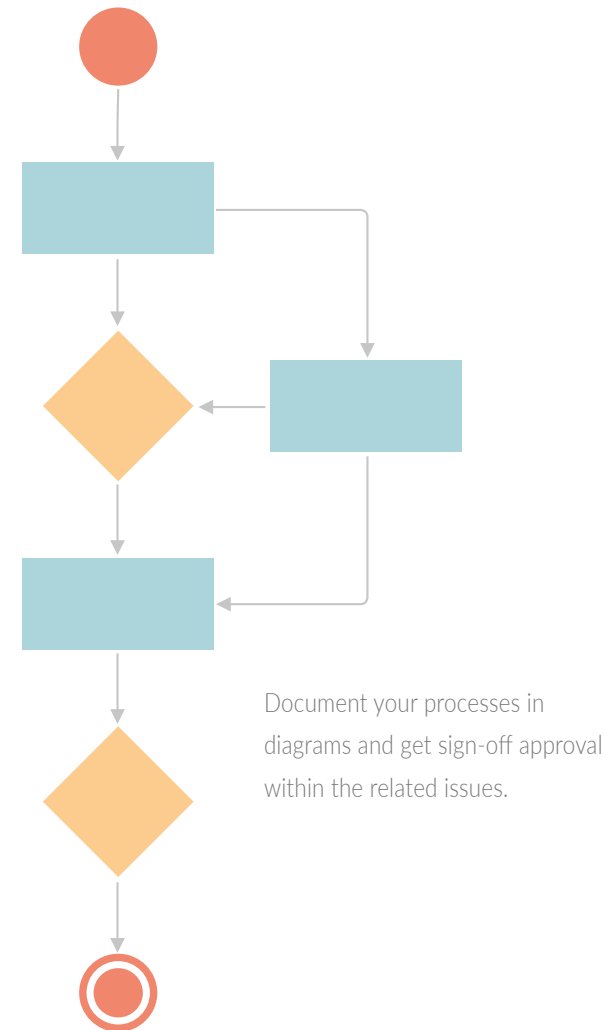 Document your processes in
diagrams and get sign-off approval
within the related issues.